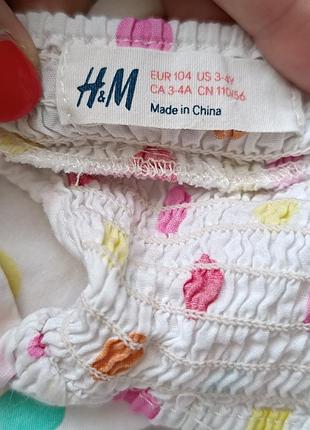 H&M
EUR 104 US 3-4Y
CA 3-4A CN 110/56
Made in China